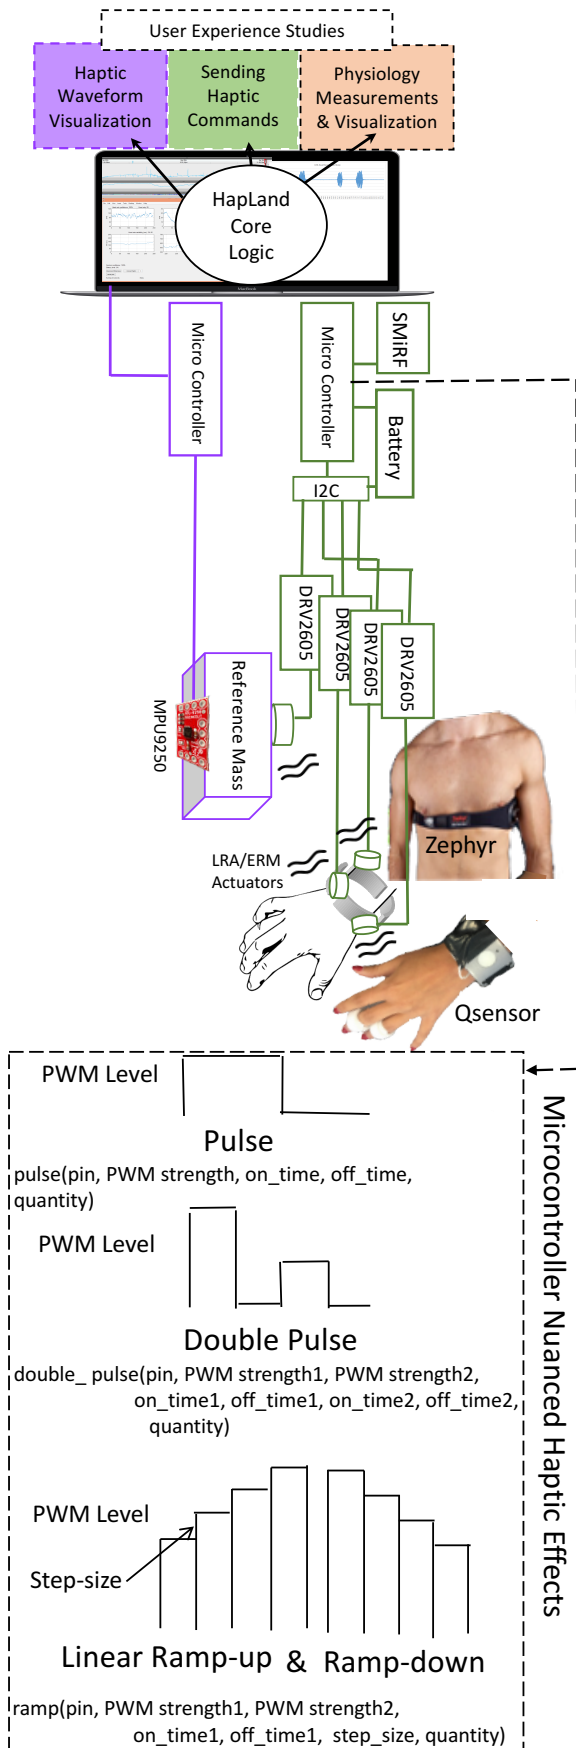 User Experience Studies
Haptic
Waveform
Visualization
Sending
Haptic
Commands
Physiology
Measurements
& Visualization
HapLand
Core
Logic
Micro Controller
Micro Controller
SMiRF
Battery
I2C
DRV2605
DRV2605
DRV2605
DRV2605
Reference Mass
MPU9250
Zephyr
LRA/ERM
Actuators
Qsensor
Microcontroller Nuanced Haptic Effects
PWM Level
Pulse
pulse(pin, PWM strength, on_time, off_time,
quantity)
PWM Level
Double Pulse
double_ pulse(pin, PWM strength1, PWM strength2,
on_time1, off_time1, on_time2, off_time2,
quantity)
PWM Level
Step-size
Linear Ramp-up & Ramp-down
ramp(pin, PWM strength1, PWM strength2,
on_time1, off_time1, step_size, quantity)